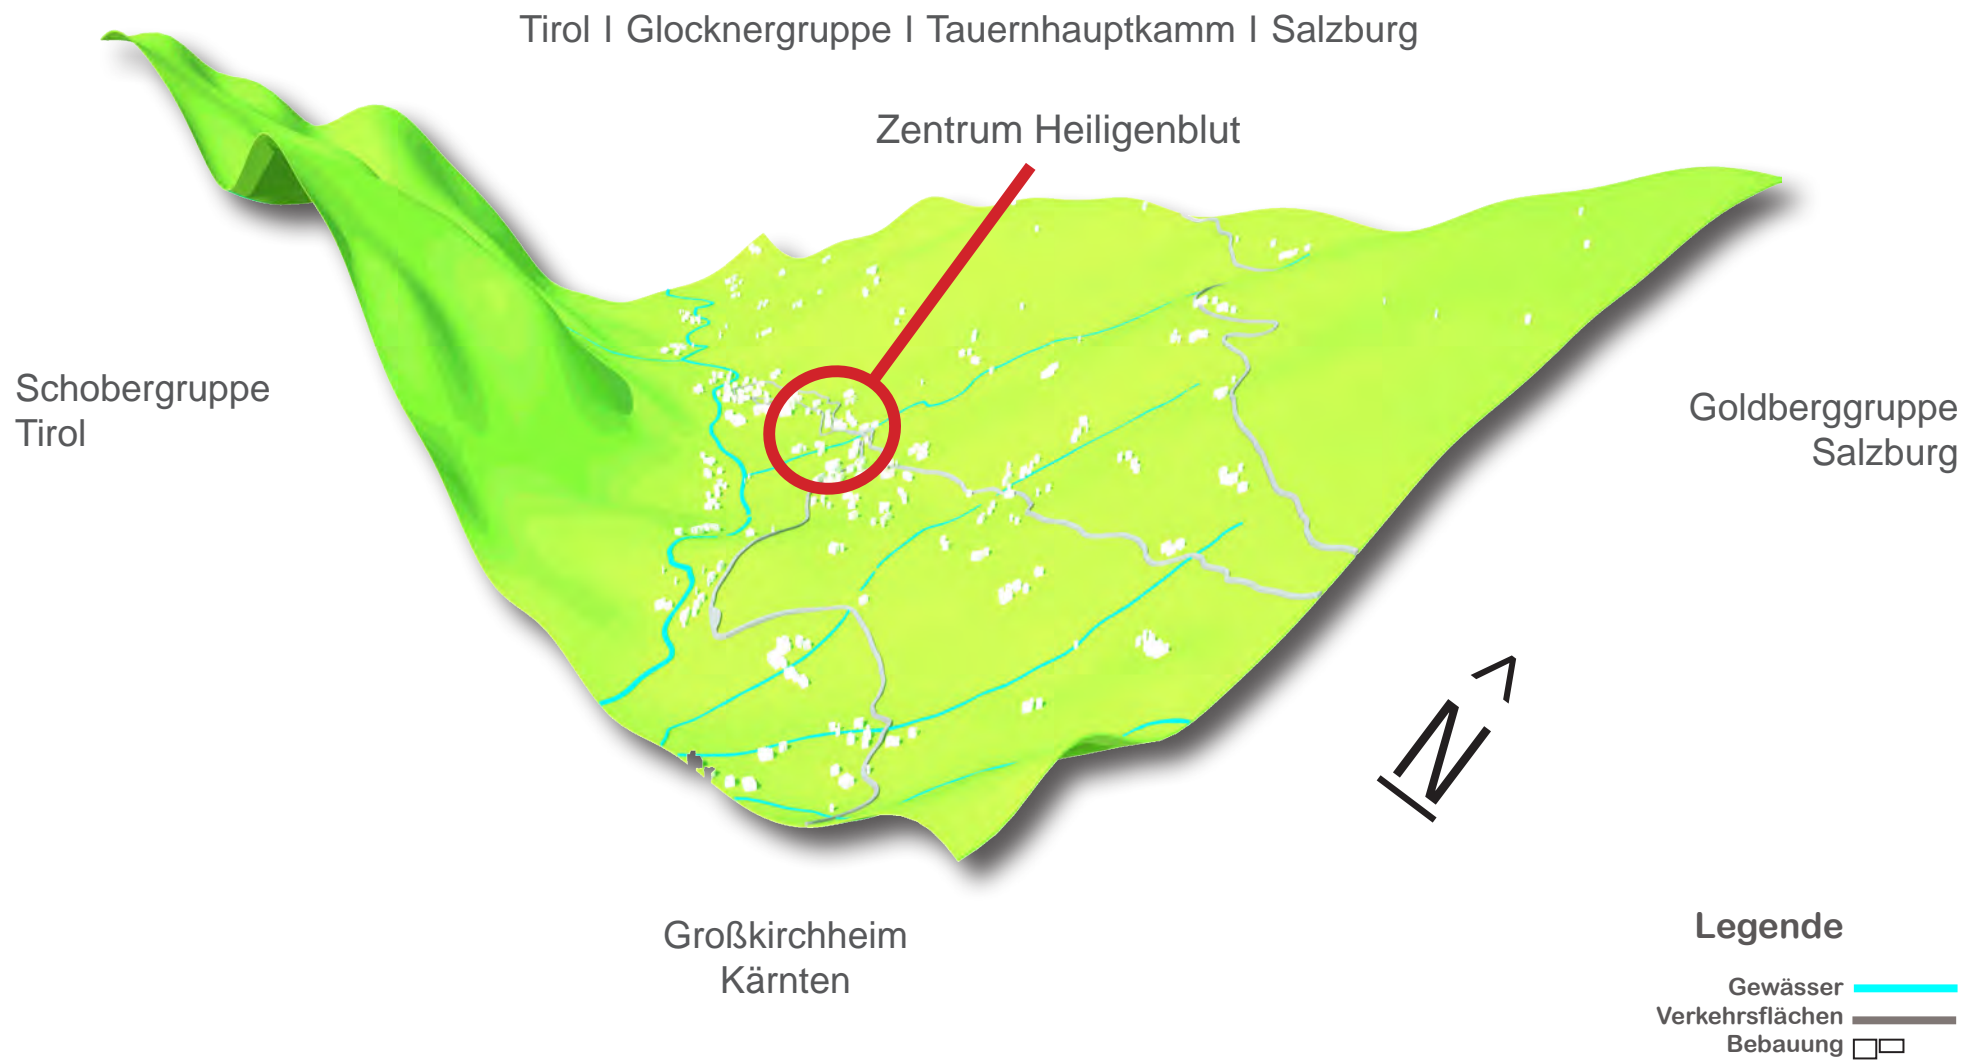 Tirol I Glocknergruppe I Tauernhauptkamm I Salzburg
Zentrum Heiligenblut
Schobergruppe
Tirol
Goldberggruppe
Salzburg
N
Großkirchheim
Kärnten
Legende
Gewässer
Verkehrsflächen
Bebauung